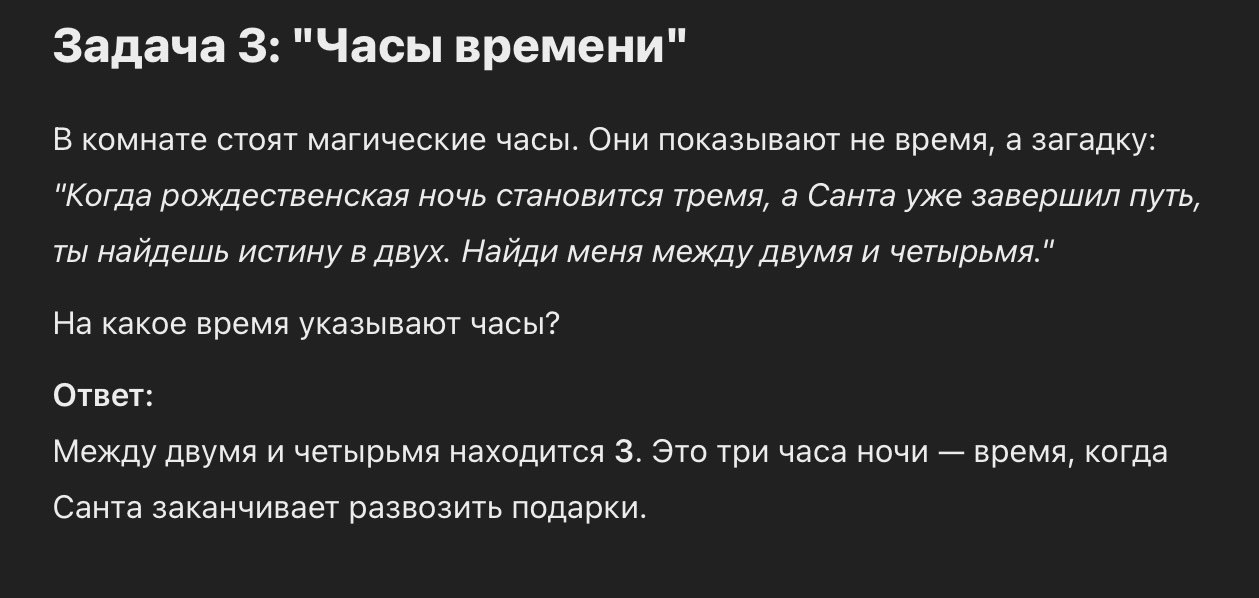 Задача 3: "Часы времени"
В комнате стоят магические часы. Они показывают не время, а загадку:
"Когда рождественская ночь становится тремя, а Санта уже завершил путь,
ты найдешь истину в двух. Найди меня между двумя и четырьмя."
На какое время указывают часы?
Ответ:
Между двумя и четырьмя находится 3. Это три часа ночи — время, когда
Санта заканчивает развозить подарки.